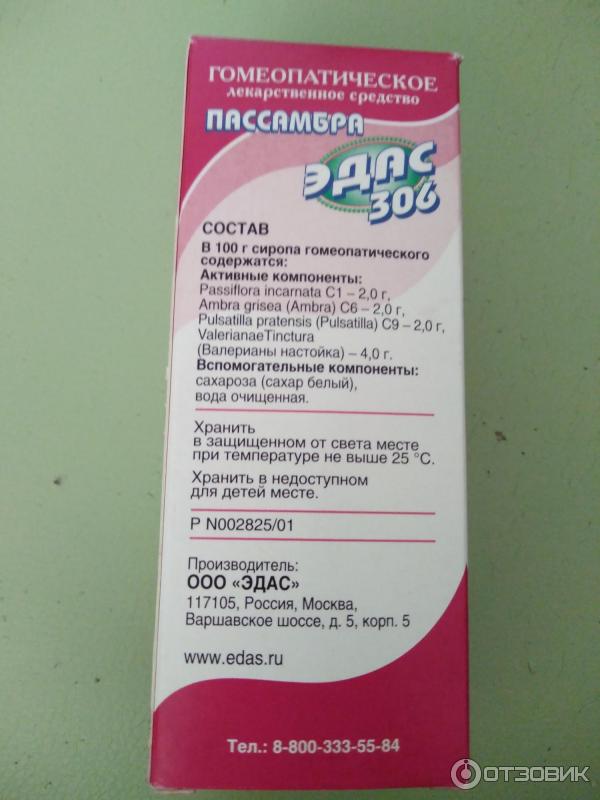 ГОМЕОПАТИЧЕСКОЕ
лекарственное средство
ПАССАМБРА
ЭДАС
306
СОСТАВ
В 100 г сиропа гомеопатического
содержатся:
Активные компоненты:
Passiflora incarnata C1 – 2,0 г,
Ambra grisea (Ambra) C6 – 2,0 г,
Pulsatilla pratensis (Pulsatilla) C9 – 2,0 г,
ValerianaeTinctura
(Валерианы настойка) – 4,0 г.
Вспомогательные компоненты:
сахароза (сахар белый),
вода очищенная.
Хранить
в защищенном от света месте
при температуре не выше 25 °С.
Хранить в недоступном
для детей месте.
Р N002825/01
Производитель:
ООО «ЭДАС»
117105, Россия, Москва,
Варшавское шоссе, д. 5, корп. 5
www.edas.ru
Тел.: 8-800-333-55-84
ОТЗОВИК